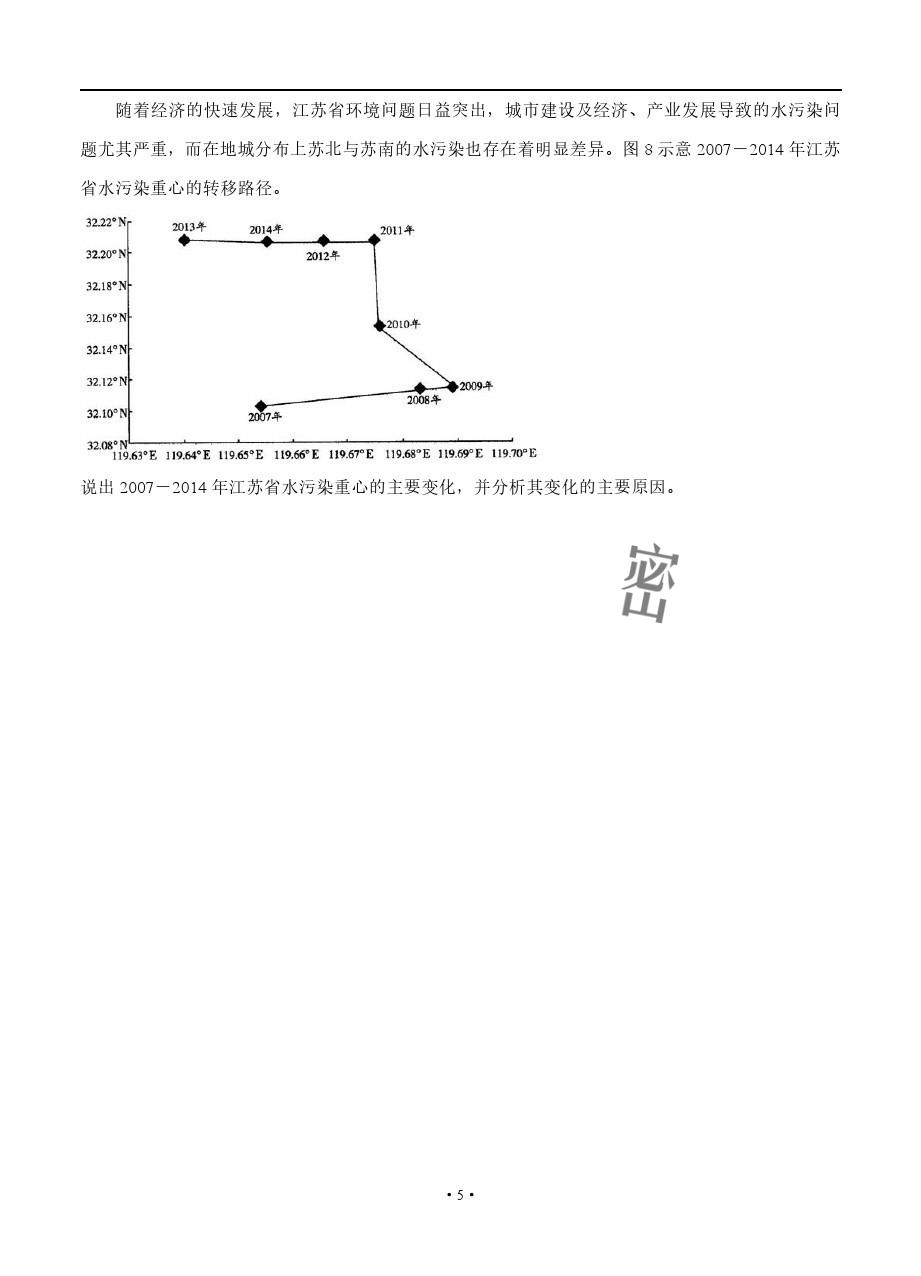 随着经济的快速发展，江苏省环境问题日益突出，城市建设及经济、产业发展导致的水污染问
题尤其严重，而在地城分布上苏北与苏南的水污染也存在着明显差异。图 8 示意 2007－2014 年江苏
省水污染重心的转移路径。
32.22°N
32.20°N
32.18°N
32.16°N
32.14°N
32.12°N
32.10°N
32.08°N
2013年
2014年
2012年
2011年
2010年
2009年
2008年
2007年
119.63°E 119.64°E 119.65°E 119.66°E 119.67°E 119.68°E 119.69°E 119.70°E
说出 2007－2014 年江苏省水污染重心的主要变化，并分析其变化的主要原因。
密
·5·